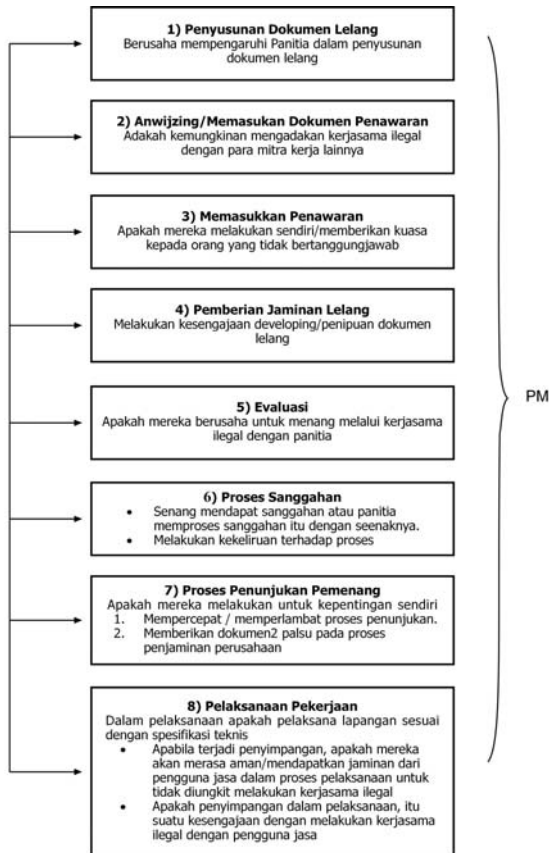 1) Penyusunan Dokumen Lelang
Berusaha mempengaruhi Panitia dalam penyusunan
dokumen lelang
2) Anwijzing/Memasukan Dokumen Penawaran
Adakah kemungkinan mengadakan kerjasama ilegal
dengan para mitra kerja lainnya
3) Memasukkan Penawaran
Apakah mereka melakukan sendiri/memberikan kuasa
kepada orang yang tidak bertanggungjawab
4) Pemberian Jaminan Lelang
Melakukan kesengajaan developing/penipuan dokumen
lelang
5) Evaluasi
Apakah mereka berusaha untuk menang melalui kerjasama
ilegal dengan panitia
PM
6) Proses Sanggahan
• Senang mendapat sanggahan atau panitia
memproses sanggahan itu dengan seenaknya.
• Melakukan kekeliruan terhadap proses
7) Proses Penunjukan Pemenang
Apakah mereka melakukan untuk kepentingan sendiri
1. Mempercepat / memperlambat proses penunjukan.
2. Memberikan dokumen2 palsu pada proses
penjaminan perusahaan
8) Pelaksanaan Pekerjaan
Dalam pelaksanaan apakah pelaksana lapangan sesuai
dengan spesifikasi teknis
• Apabila terjadi penyimpangan, apakah mereka
akan merasa aman/mendapatkan jaminan dari
pengguna jasa dalam proses pelaksanaan untuk
tidak diungkit melakukan kerjasama ilegal
• Apakah penyimpangan dalam pelaksanaan, itu
suatu kesengajaan dengan melakukan kerjasama
ilegal dengan pengguna jasa